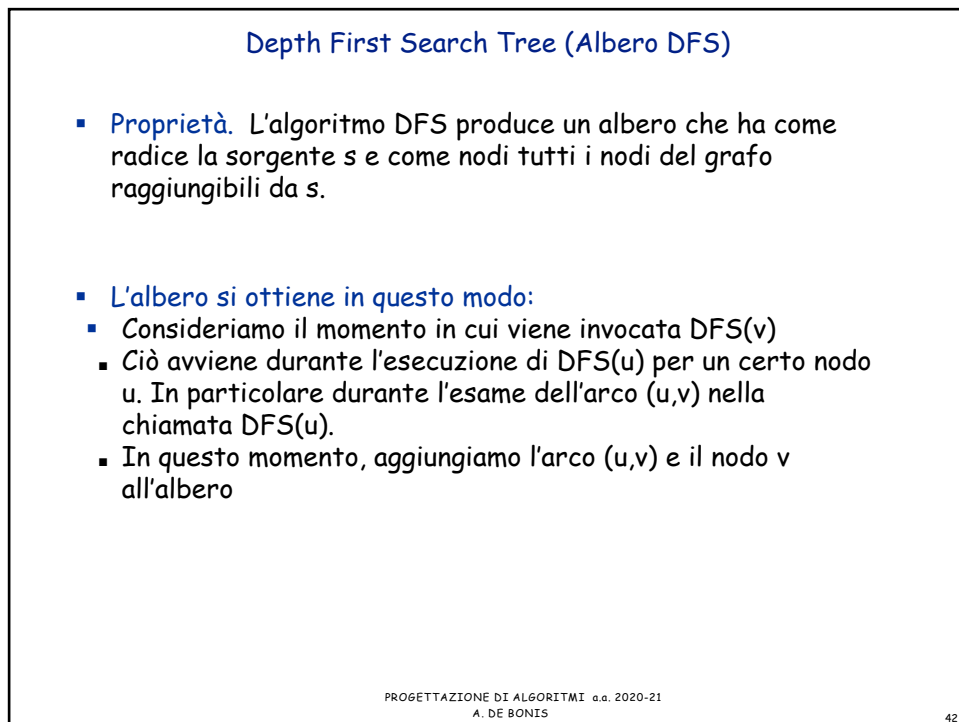 Depth First Search Tree (Albero DFS)
▪ Proprietà. L'algoritmo DFS produce un albero che ha come
radice la sorgente s e come nodi tutti i nodi del grafo
raggiungibili da s.
▪ L'albero si ottiene in questo modo:
▪ Consideriamo il momento in cui viene invocata DFS(v)
▪ Ciò avviene durante l'esecuzione di DFS(u) per un certo nodo
u. In particolare durante l'esame dell'arco (u,v) nella
chiamata DFS(u).
▪ In questo momento, aggiungiamo l'arco (u,v) e il nodo v
all'albero
PROGETTAZIONE DI ALGORITMI a.a. 2020-21
A. DE BONIS
42